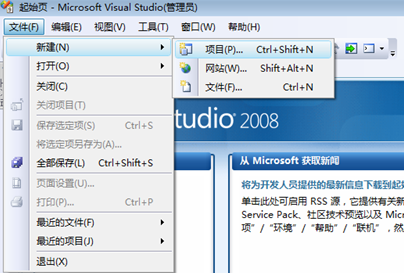 起始页 - Microsoft Visual Studio(管理员)
文件(F) 编辑(E) 视图(V) 工具(T) 窗口(W) 帮助(H)
新建(N)
项目(P)... Ctrl+Shift+N
打开(O)
网站(W)... Shift+Alt+N
关闭(C)
文件(F)... Ctrl+N
关闭项目(T)
保存选定项(S) Ctrl+S
将选定项另存为(A)...
全部保存(L) Ctrl+Shift+S
页面设置(U)...
打印(P)... Ctrl+P
最近的文件(F)
最近的项目(J)
退出(X)
tudio 2008
从 Microsoft 获取新闻
将为开发人员提供的最新信息下载到起
单击此处可启用 RSS 源，它提供有关新
Service Pack、社区技术预览以及 Micr
项”/“环境”/“帮助”/“联机”，然